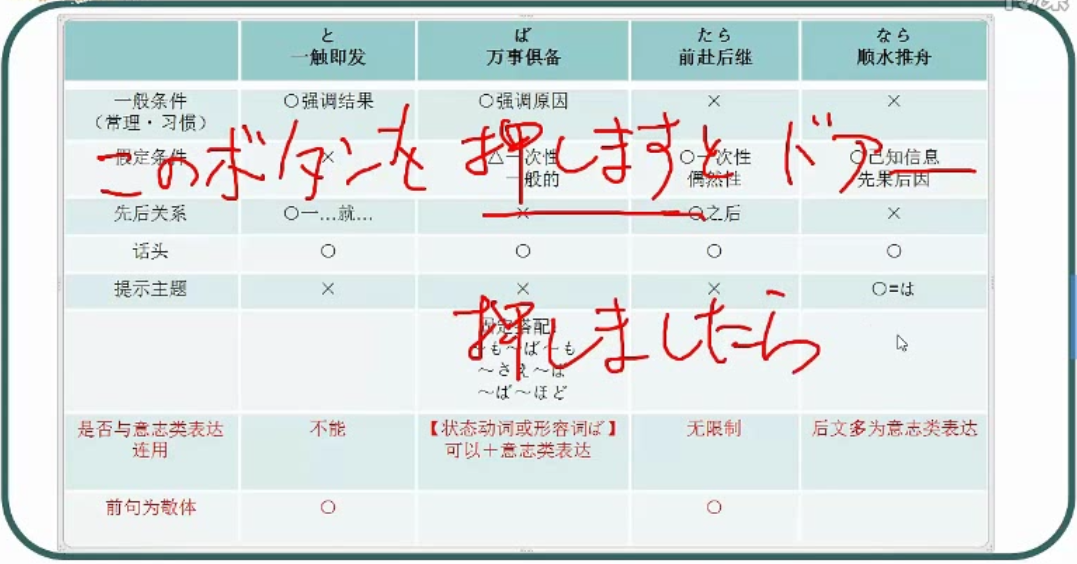 と ば たら なら
一触即发 万事俱备 前赴后继 顺水推舟
一般条件 ○强调结果 ○强调原因 × ×
（常理·习惯）
假定条件 × △一次性 ○一次性 ○已知信息
一般的 偶然性 先果后因
このボタンを 押しますと ドアー
先后关系 ○一…就… × ○之后 ×
话头 ○ ○ ○ ○
提示主题 × × × ○=は
固定搭配:
～も～ば～も
～さえ～ば
～ば～ほど
押しましたら
是否与意志类表达 不能 【状态动词或形容词ば】 无限制 后文多为意志类表达
连用 可以＋意志类表达
前句为敬体 ○ ○